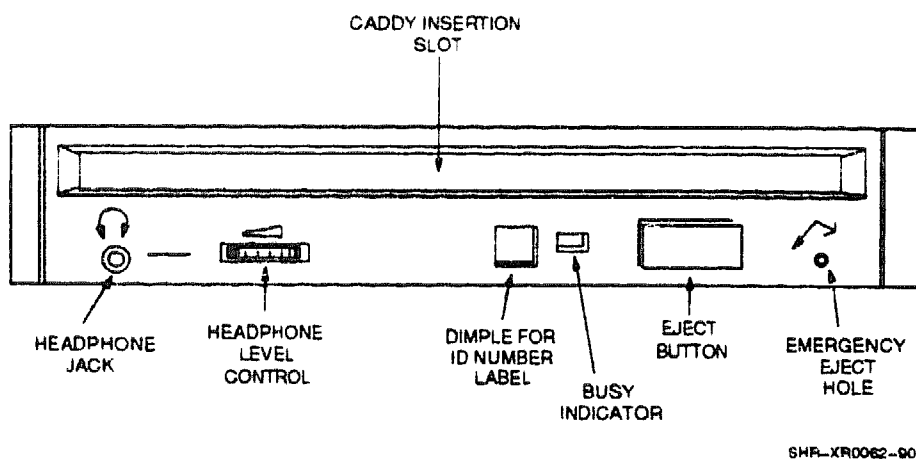 CADDY INSERTION
SLOT
HEADPHONE
JACK
HEADPHONE
LEVEL
CONTROL
DIMPLE FOR
ID NUMBER
LABEL
BUSY
INDICATOR
EJECT
BUTTON
EMERGENCY
EJECT
HOLE
SHR-XR0062-90